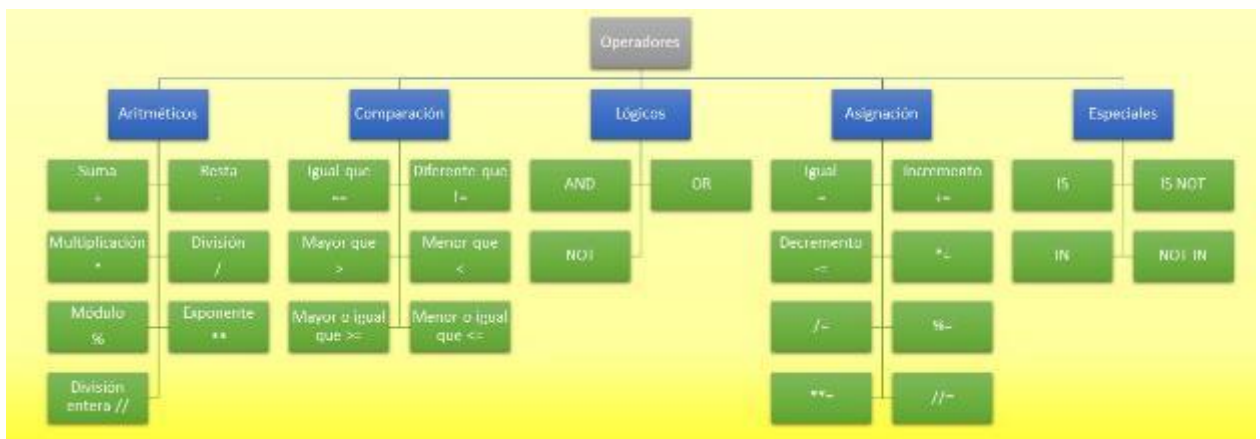 Operadores
Aritméticos
Suma
+
Resta
-
Multiplicación
*
División
/
Módulo
%
Exponente
**
División
entera //
Comparación
Igual que
==
Diferente que
!=
Mayor que
>
Menor que
<
Mayor o igual
que >=
Menor o igual
que <=
Lógicos
AND
OR
NOT
Asignación
Igual
=
Incremento
+=
Decremento
-=
*=
/=
%=
**=
//=
Especiales
IS
IS NOT
IN
NOT IN